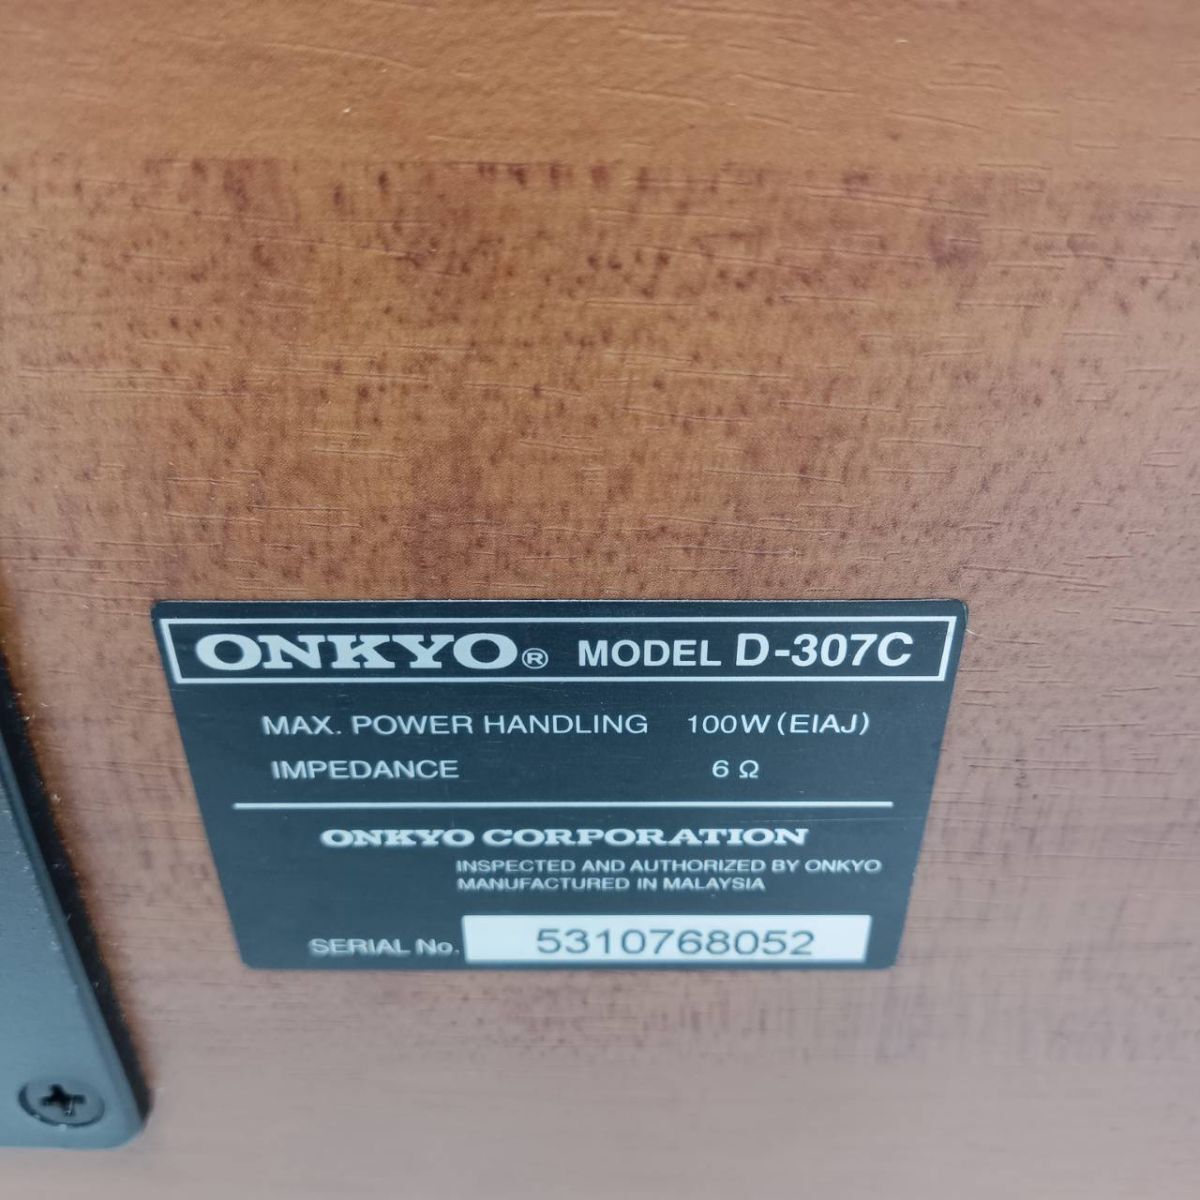 ONKYO® MODEL D-307C
MAX. POWER HANDLING 100W (EIAJ)
IMPEDANCE 6 Ω
ONKYO CORPORATION
INSPECTED AND AUTHORIZED BY ONKYO
MANUFACTURED IN MALAYSIA
SERIAL No. 5310768052